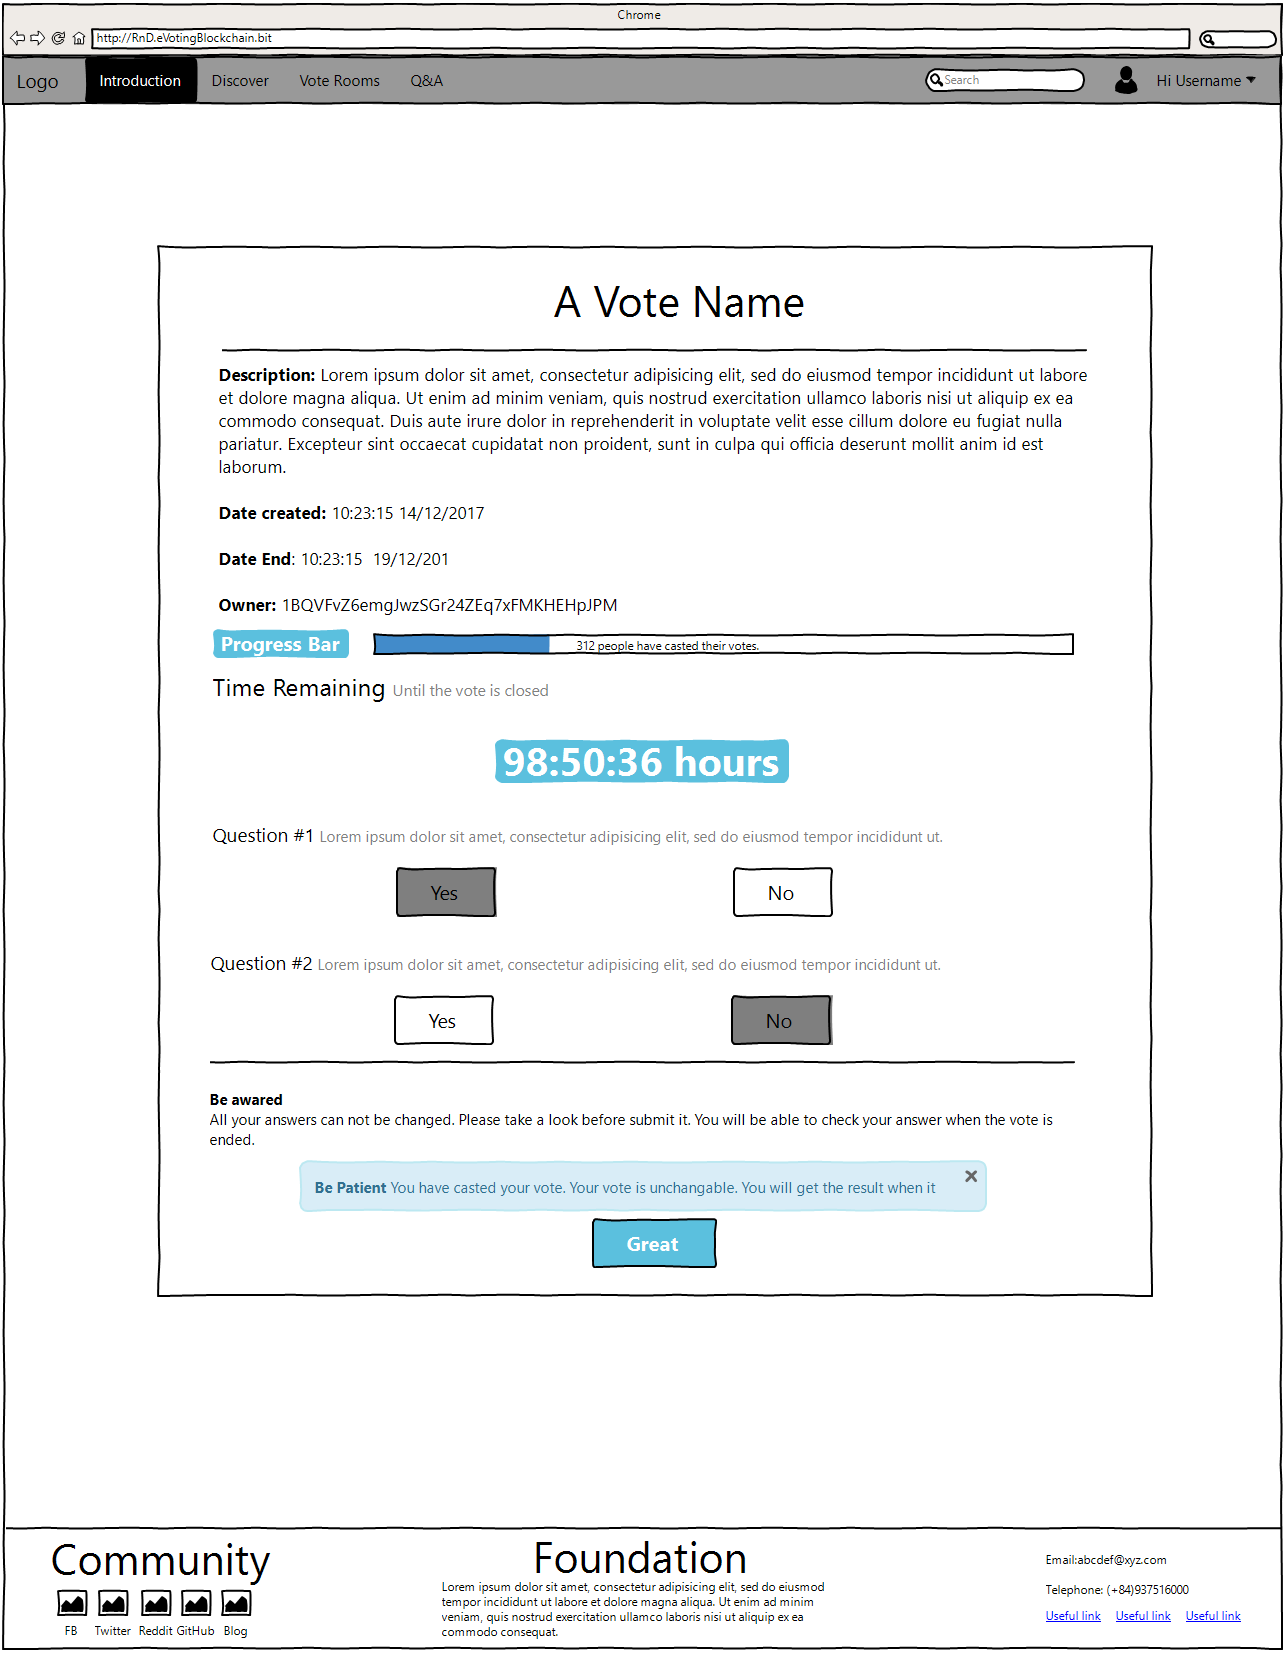 Chrome
http://RnD.eVotingBlockchain.bit
Logo Introduction Discover Vote Rooms Q&A Search Hi Username
A Vote Name
Description: Lorem ipsum dolor sit amet, consectetur adipisicing elit, sed do eiusmod tempor incididunt ut labore
et dolore magna aliqua. Ut enim ad minim veniam, quis nostrud exercitation ullamco laboris nisi ut aliquip ex ea
commodo consequat. Duis aute irure dolor in reprehenderit in voluptate velit esse cillum dolore eu fugiat nulla
pariatur. Excepteur sint occaecat cupidatat non proident, sunt in culpa qui officia deserunt mollit anim id est
laborum.
Date created: 10:23:15 14/12/2017
Date End: 10:23:15 19/12/201
Owner: 1BQVFvZ6emgJwzSGr24ZEq7xFMKHEHpJPM
Progress Bar 312 people have casted their votes.
Time Remaining Until the vote is closed
98:50:36 hours
Question #1 Lorem ipsum dolor sit amet, consectetur adipisicing elit, sed do eiusmod tempor incididunt ut.
Yes No
Question #2 Lorem ipsum dolor sit amet, consectetur adipisicing elit, sed do eiusmod tempor incididunt ut.
Yes No
Be awared
All your answers can not be changed. Please take a look before submit it. You will be able to check your answer when the vote is
ended.
Be Patient You have casted your vote. Your vote is unchangable. You will get the result when it
Great
Community
FB Twitter Reddit GitHub Blog
Foundation
Lorem ipsum dolor sit amet, consectetur adipisicing elit, sed do eiusmod
tempor incididunt ut labore et dolore magna aliqua. Ut enim ad minim
veniam, quis nostrud exercitation ullamco laboris nisi ut aliquip ex ea
commodo consequat.
Email:abcdef@xyz.com
Telephone: (+84)937516000
Useful link Useful link Useful link